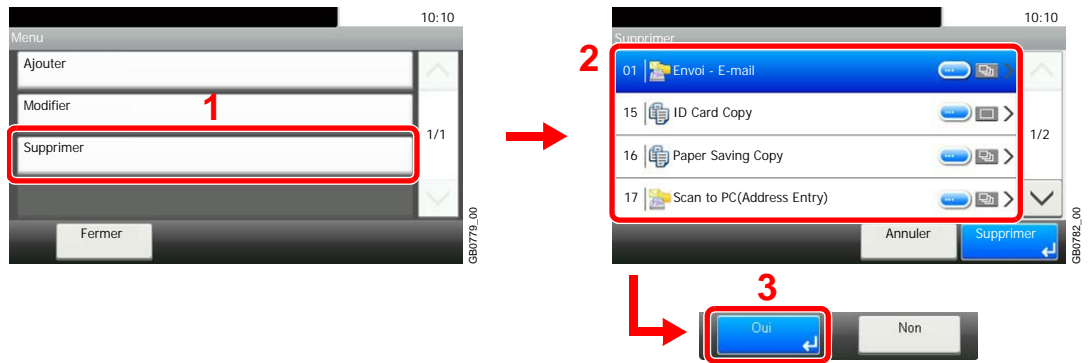 10:10
Menu
Ajouter
Modifier
1
Supprimer
1/1
Fermer
GB0779_00
10:10
Supprimer
2
01 Envoi - E-mail
15 ID Card Copy
16 Paper Saving Copy
17 Scan to PC(Address Entry)
1/2
Annuler
Supprimer
GB0782_00
3
Oui
Non